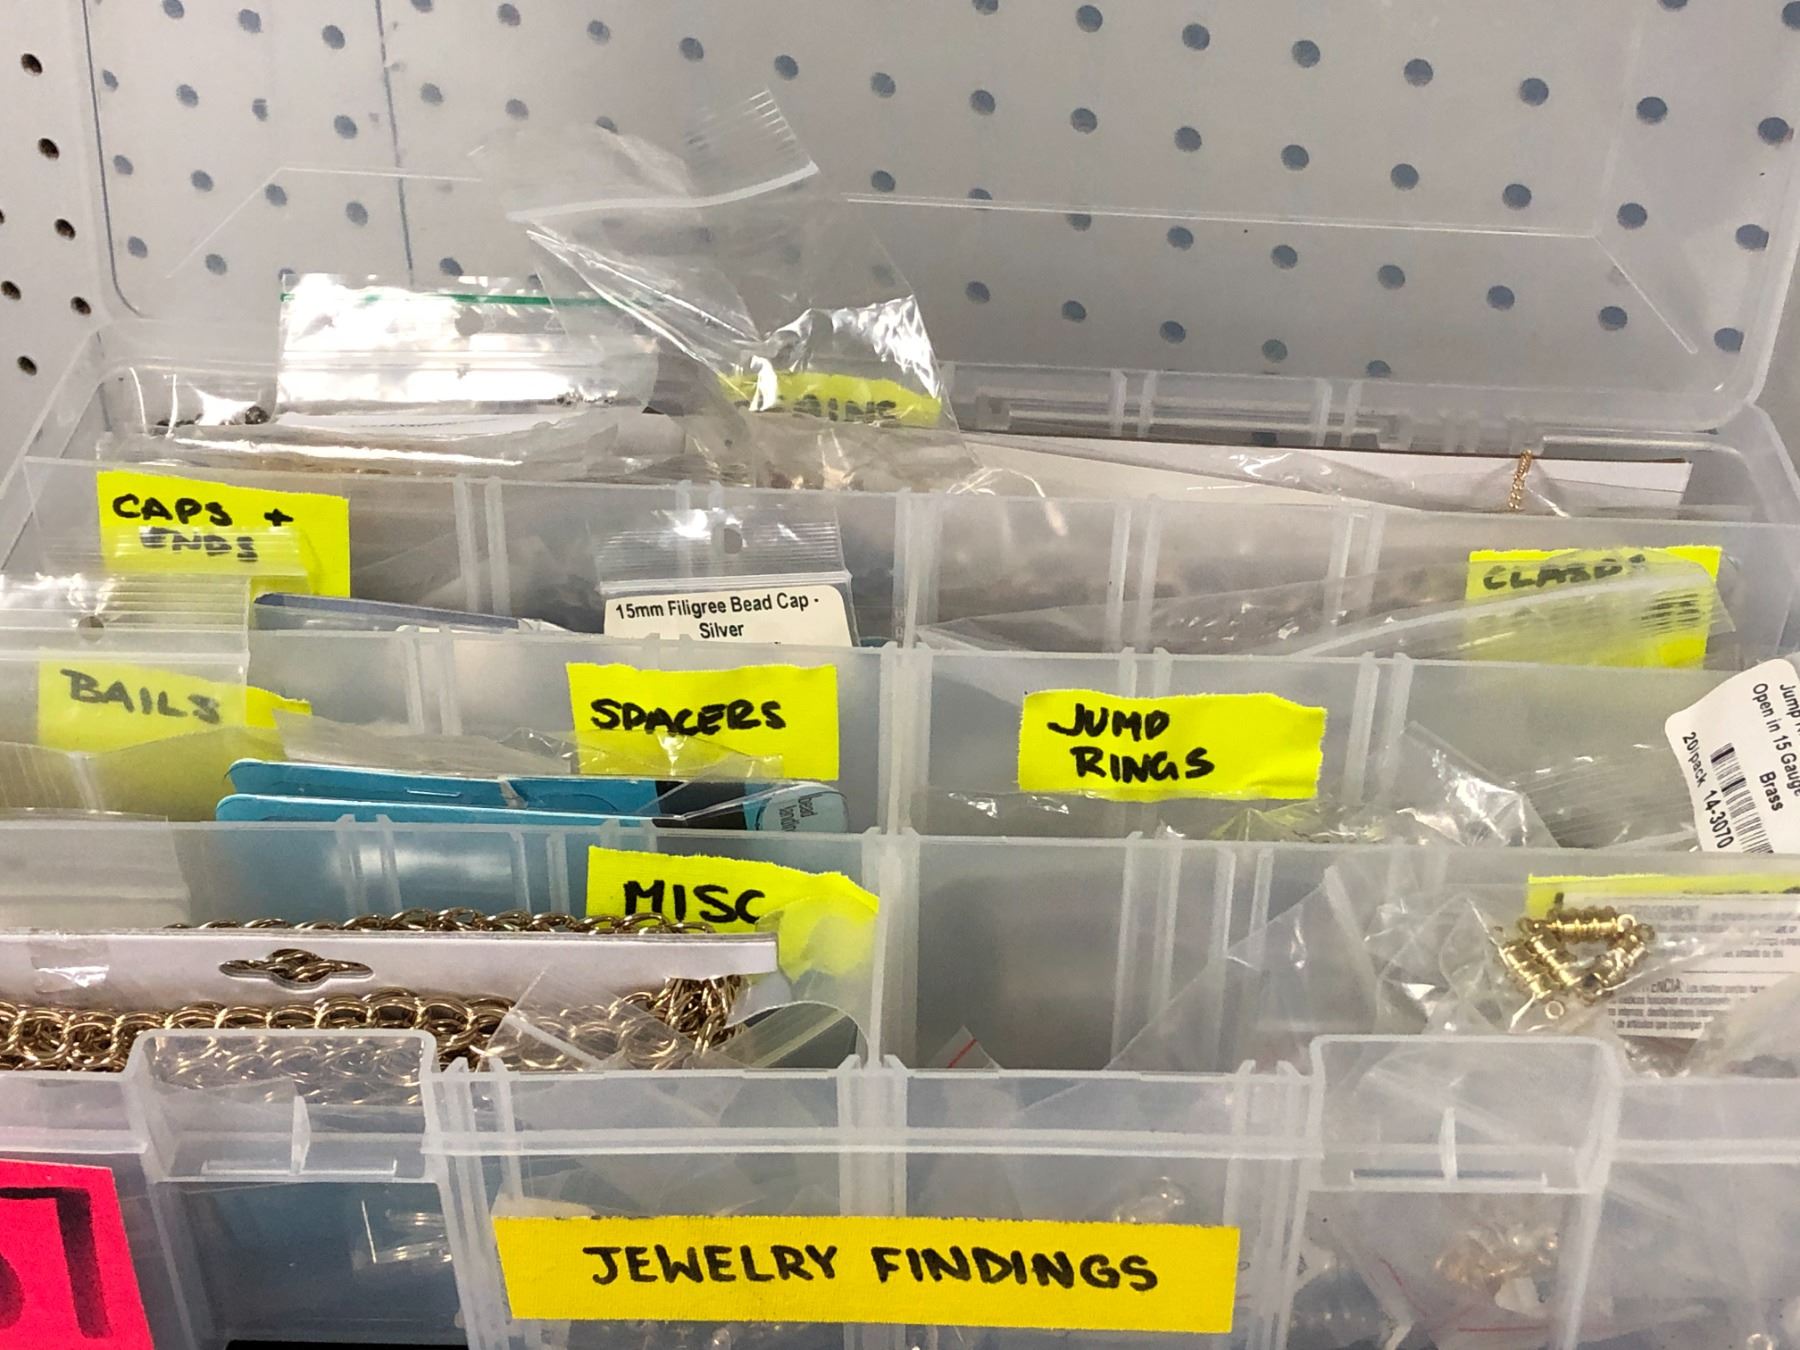 CAPS +
ENDS
15mm Filigree Bead Cap -
Silver
CLASPS
BAILS
SPACERS
JUMP
RINGS
Open in 15 Gauge
Brass
20/pack 14-3070
MISC
JEWELRY FINDINGS